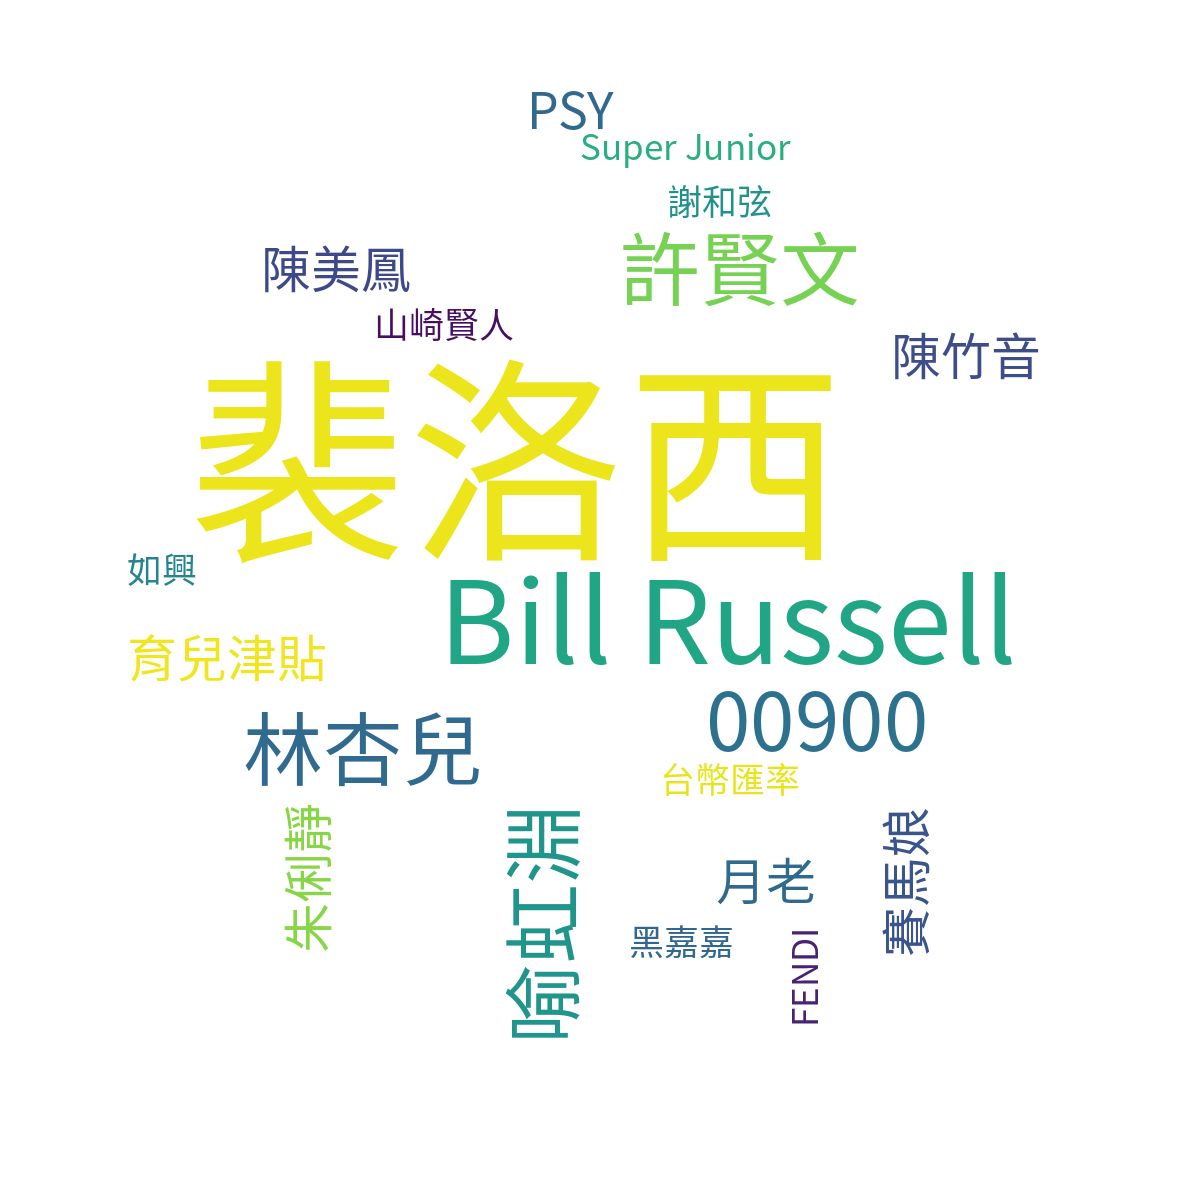 PSY
Super Junior
謝和弦
許賢文
陳美鳳
山崎賢人
陳竹音
裴洛西
如興
Bill Russell
育兒津貼
00900
林杏兒
台幣匯率
朱俐靜
喻虹淵
月老
賽馬娘
黑嘉嘉
FENDI